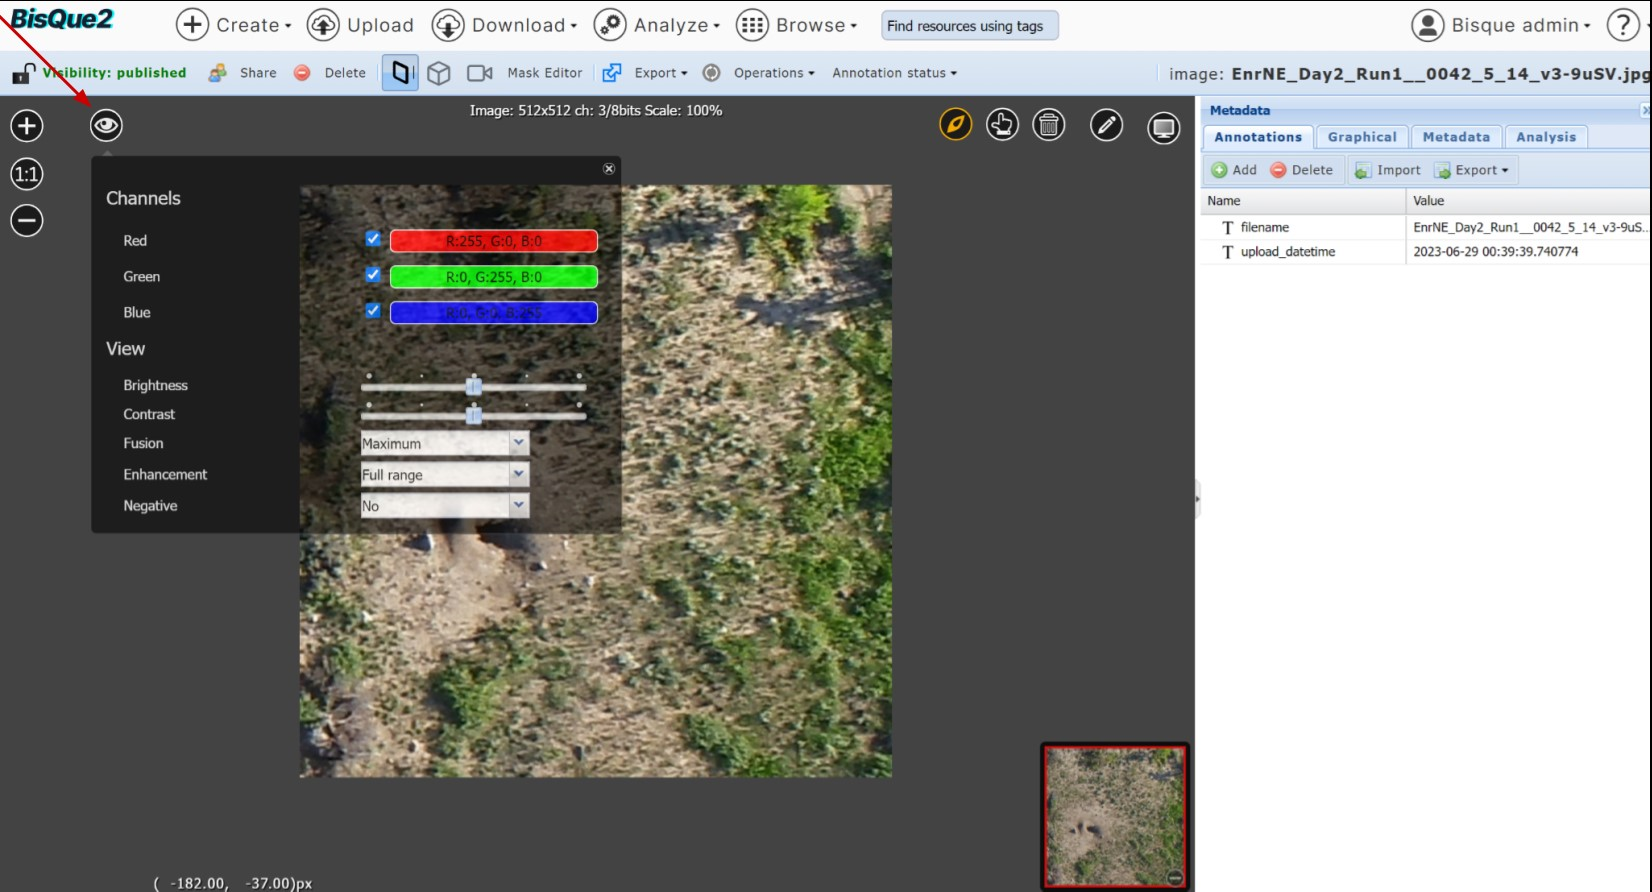 BisQue2
Create
Upload
Download
Analyze
Browse
Find resources using tags
Bisque admin
?
Visibility: published
Share
Delete
Mask Editor
Export
Operations
Annotation status
image: EnrNE_Day2_Run1__0042_5_14_v3-9uSV.jpg
Image: 512x512 ch: 3/8bits Scale: 100%
1:1
Channels
Red
R:255, G:0, B:0
Green
R:0, G:255, B:0
Blue
R:0, G:0, B:255
View
Brightness
Contrast
Fusion
Maximum
Enhancement
Full range
Negative
No
( -182.00, -37.00)px
Metadata
Annotations
Graphical
Metadata
Analysis
Add
Delete
Import
Export
Name
Value
T filename
EnrNE_Day2_Run1__0042_5_14_v3-9uS...
T upload_datetime
2023-06-29 00:39:39.740774